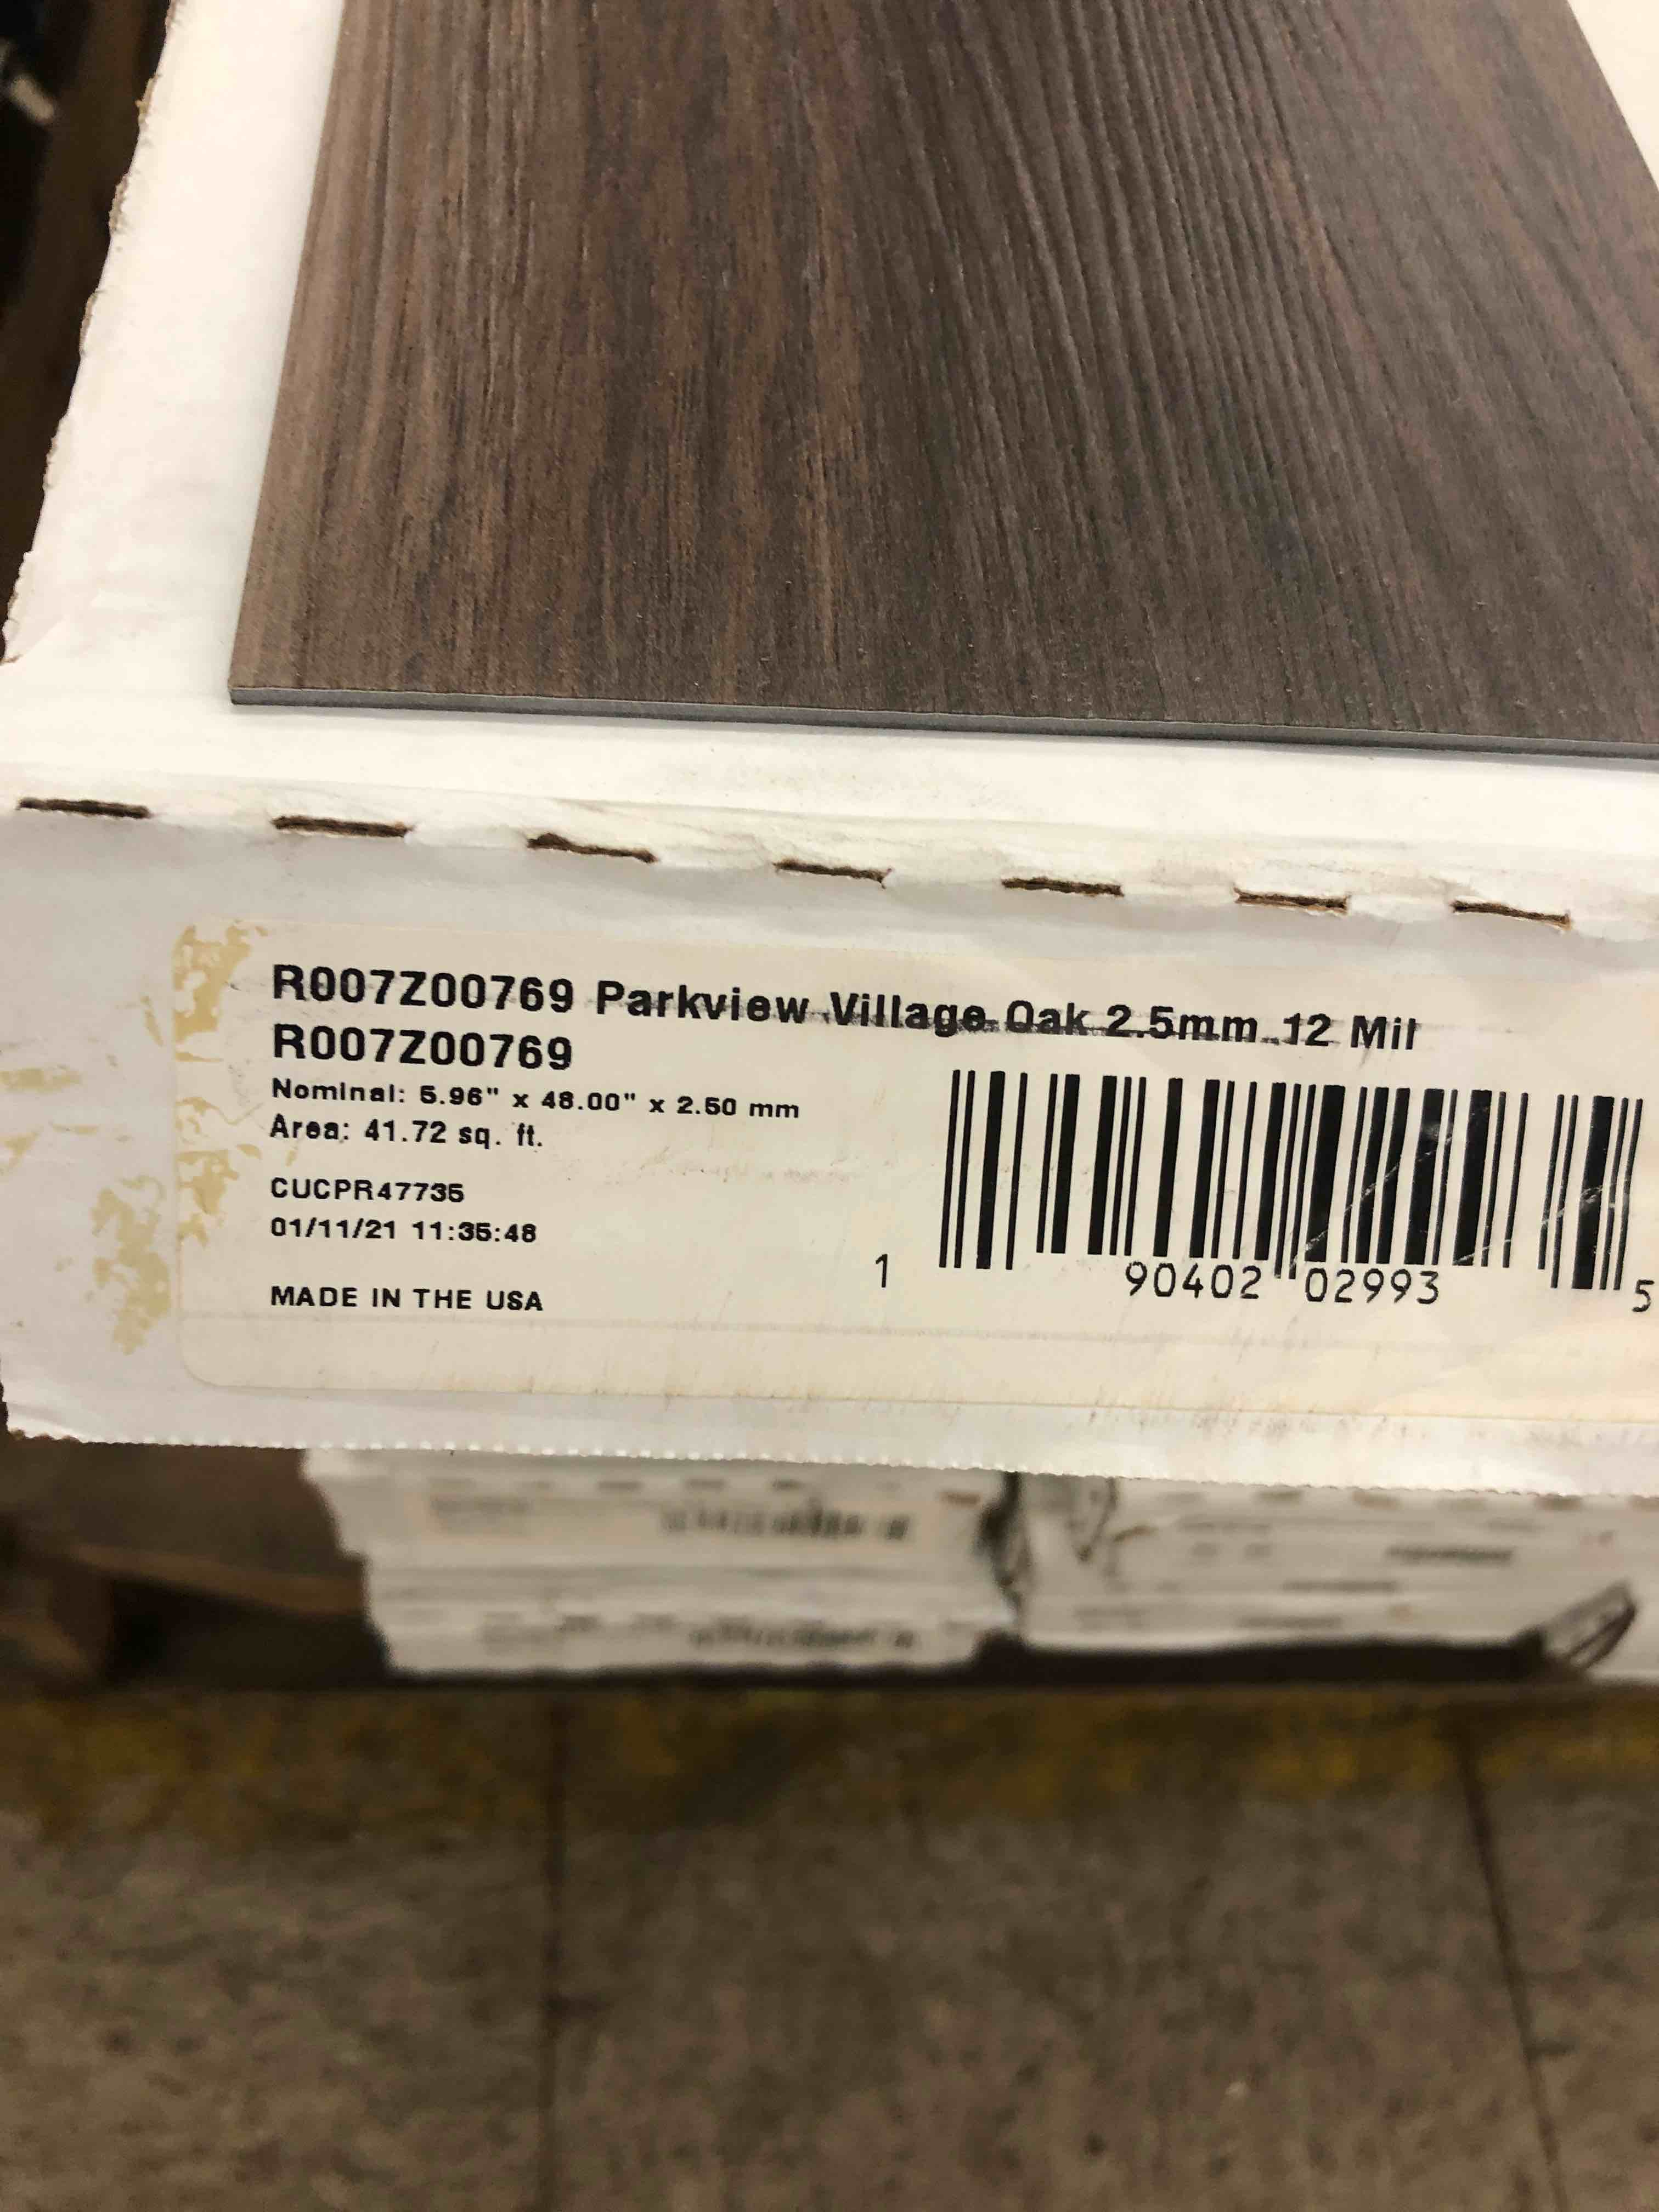 R007Z00769 Parkview Village Oak 2.5mm 12 Mil
R007Z00769
Nominal: 5.96" x 48.00" x 2.50 mm
Area: 41.72 sq. ft.
CUCPR47735
01/11/21 11:35:48
MADE IN THE USA
1 90402 02993 5